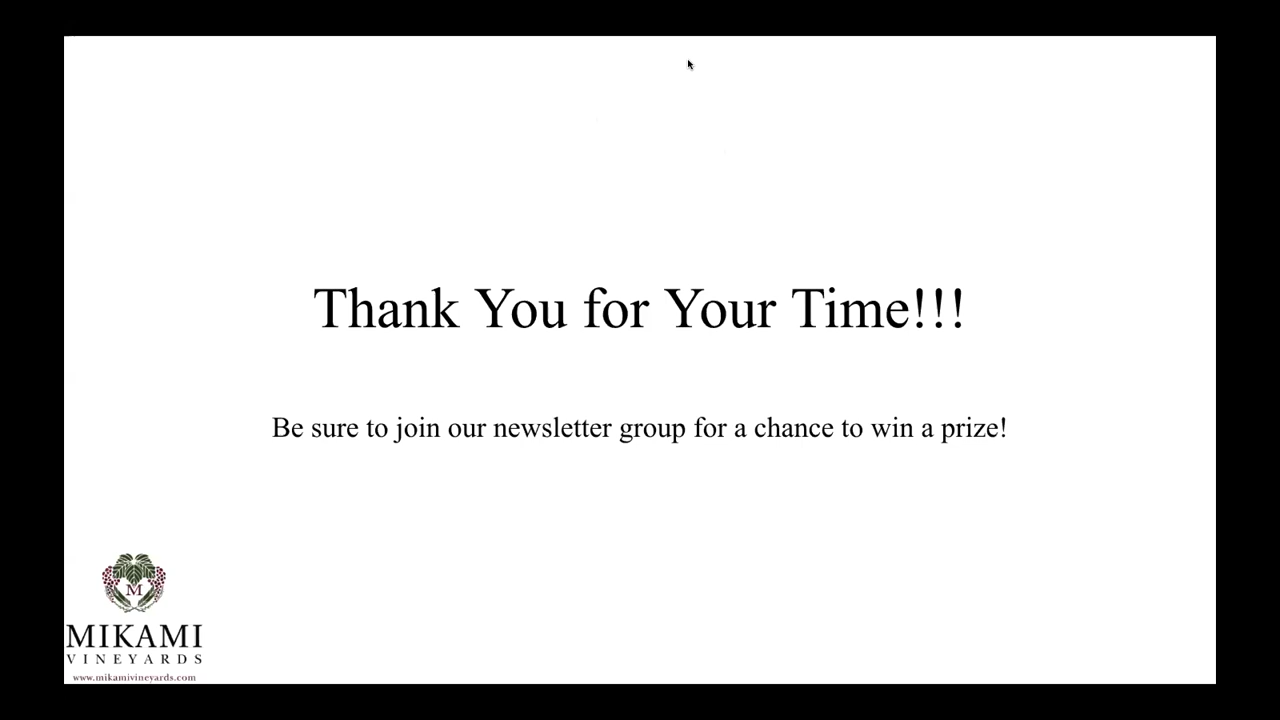 Thank You for Your Time!!!
Be sure to join our newsletter group for a chance to win a prize!
M
MIKAMI
VINEYARDS
www.mikamivineyards.com